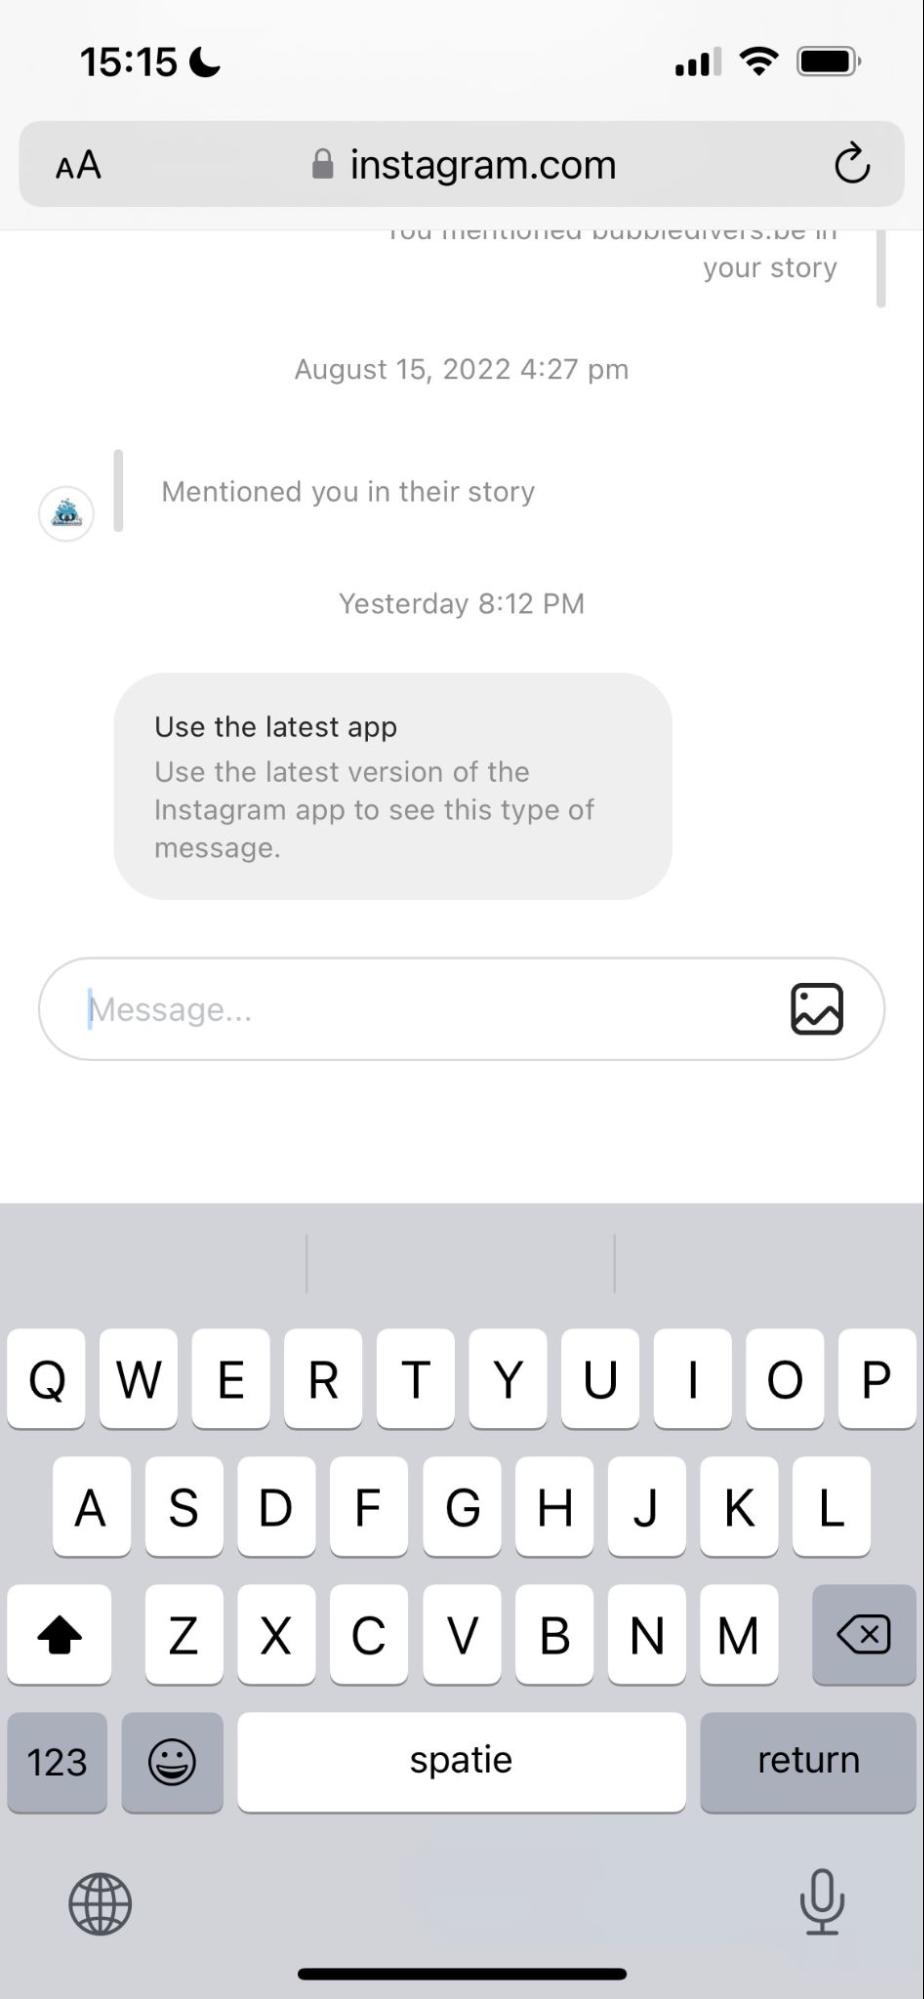 15:15
AA instagram.com
You mentioned bubbledivers.be in
your story
August 15, 2022 4:27 pm
Mentioned you in their story
Yesterday 8:12 PM
Use the latest app
Use the latest version of the
Instagram app to see this type of
message.
Message...
Q W E R T Y U I O P
A S D F G H J K L
Z X C V B N M
123 spatie return